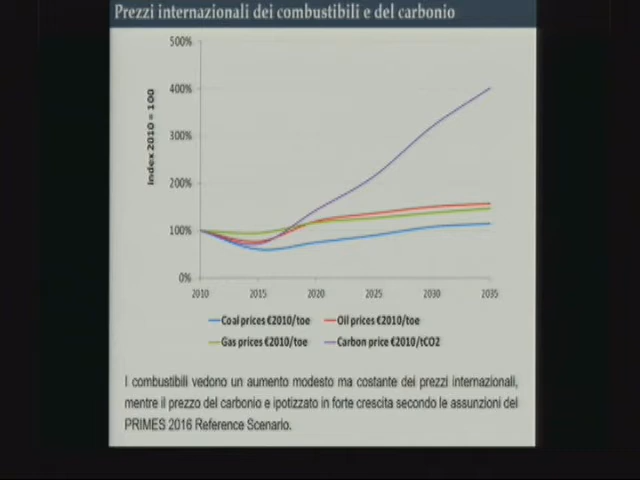 Prezzi internazionali dei combustibili e del carbonio
500%
400%
300%
200%
100%
0%
Index 2010 = 100
2010 2015 2020 2025 2030 2035
Coal prices €2010/toe Oil prices €2010/toe
Gas prices €2010/toe Carbon price €2010/tCO2
I combustibili vedono un aumento modesto ma costante dei prezzi internazionali,
mentre il prezzo del carbonio e ipotizzato in forte crescita secondo le assunzioni del
PRIMES 2016 Reference Scenario.